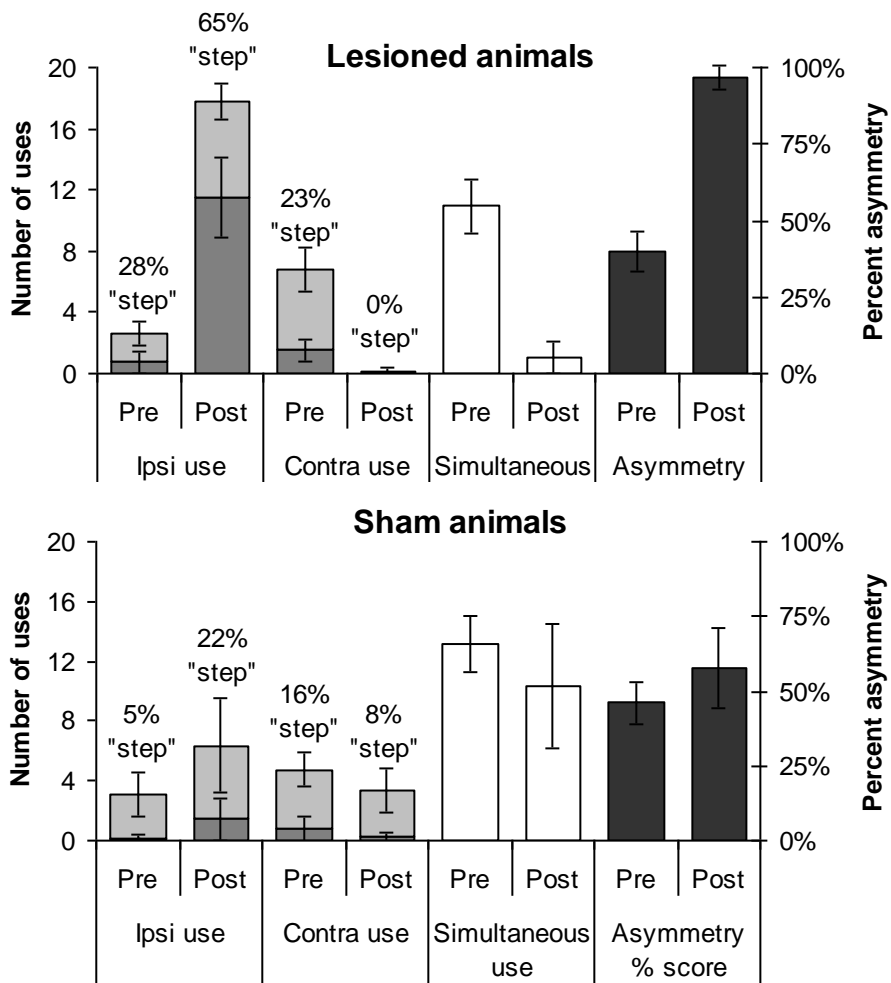 Lesioned animals
65%
"step"
28%
"step"
23%
"step"
0%
"step"
Number of uses
20
16
12
8
4
0
100%
75%
50%
25%
0%
Percent asymmetry
Pre Post Pre Post Pre Post Pre Post
Ipsi use Contra use Simultaneous Asymmetry
Sham animals
5%
"step"
22%
"step"
16%
"step"
8%
"step"
Number of uses
20
16
12
8
4
0
100%
75%
50%
25%
0%
Percent asymmetry
Pre Post Pre Post Pre Post Pre Post
Ipsi use Contra use Simultaneous Asymmetry
use % score